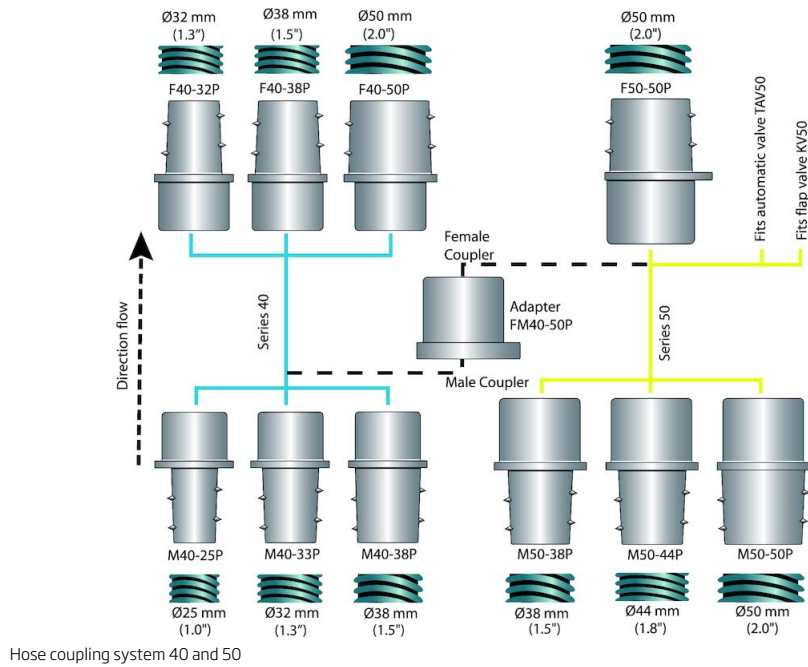 Ø32 mm
(1.3”)
Ø38 mm
(1.5")
Ø50 mm
(2.0")
Ø50 mm
(2.0")
F40-32P
F40-38P
F40-50P
F50-50P
Fits automatic valve TAV50
Fits flap valve KV50
Direction flow
Series 40
Female
Coupler
Adapter
FM40-50P
Male Coupler
Series 50
M40-25P
M40-33P
M40-38P
M50-38P
M50-44P
M50-50P
Ø25 mm
(1.0")
Ø32 mm
(1.3")
Ø38 mm
(1.5")
Ø38 mm
(1.5")
Ø44 mm
(1.8")
Ø50 mm
(2.0")
Hose coupling system 40 and 50